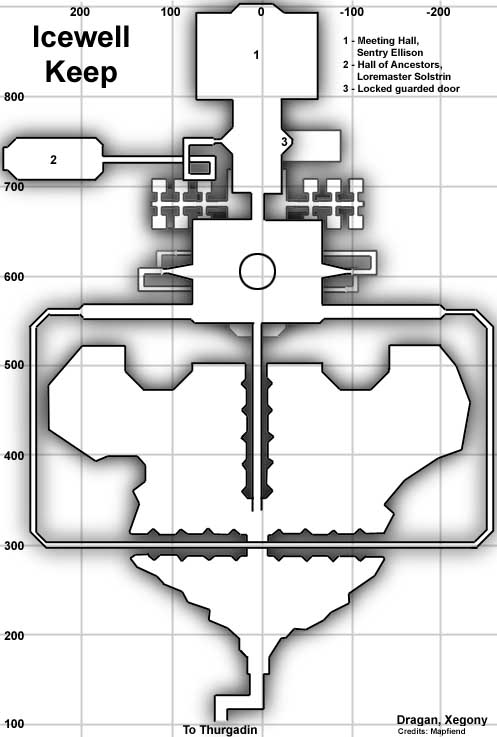 200 100 0 -100 -200
Icewell
Keep
1 - Meeting Hall,
Sentry Ellison
2 - Hall of Ancestors,
Loremaster Solstrin
3 - Locked guarded door
1
800
3
2
700
600
500
400
300
200
100
To Thurgadin
Dragan, Xegony
Credits: Mapfiend